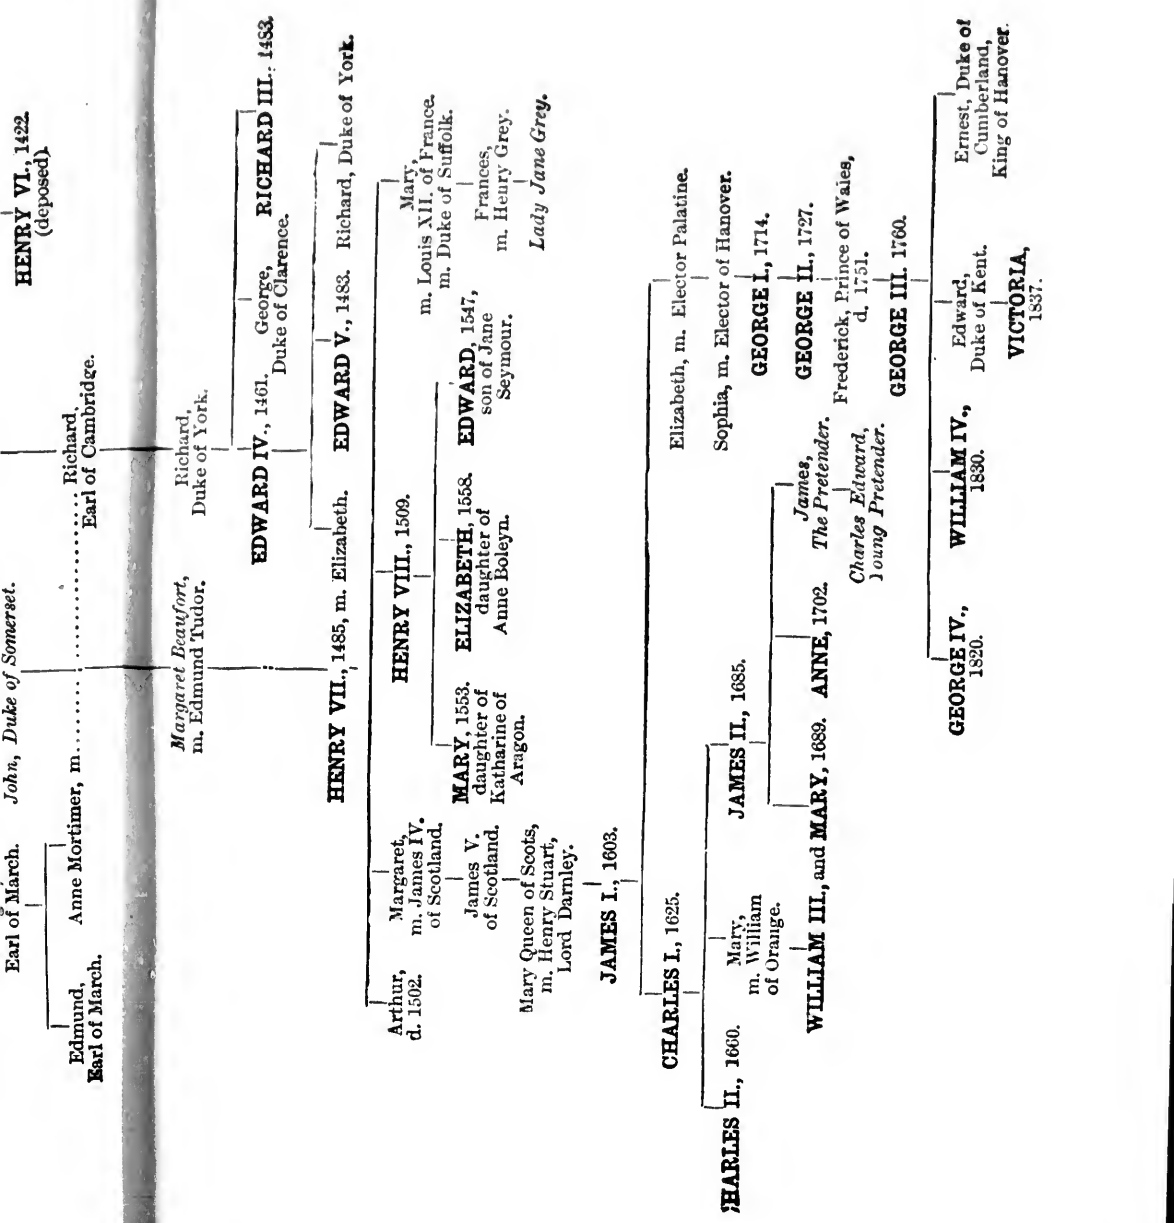 HENRY VI., 1422
(deposed).
Earl of March.
John, Duke of Somerset.
Edmund,
Earl of March.
Anne Mortimer, m.
Richard,
Earl of Cambridge.
Margaret Beaufort,
m. Edmund Tudor.
Richard,
Duke of York.
EDWARD IV., 1461.
George,
Duke of Clarence.
RICHARD III.. 1483.
HENRY VII., 1485, m. Elizabeth.
EDWARD V., 1483.
Richard, Duke of York.
Arthur,
d. 1502.
Margaret,
m. James IV.
of Scotland.
HENRY VIII., 1509.
Mary,
m. Louis XII. of France.
m. Duke of Suffolk.
James V.
of Scotland.
MARY, 1553.
daughter of
Katharine of
Aragon.
ELIZABETH, 1558.
daughter of
Anne Boleyn.
EDWARD, 1547,
son of Jane
Seymour.
Frances,
m. Henry Grey.
Lady Jane Grey.
Mary Queen of Scots,
m. Henry Stuart,
Lord Darnley.
JAMES I., 1603.
CHARLES I., 1625.
Elizabeth, m. Elector Palatine.
CHARLES II., 1660.
Mary,
m. William
of Orange.
JAMES II., 1685.
Sophia, m. Elector of Hanover.
GEORGE I., 1714.
WILLIAM III., and MARY, 1689.
ANNE, 1702.
James,
The Pretender.
GEORGE II., 1727.
Charles Edward,
Young Pretender.
Frederick, Prince of Wales,
d. 1751.
GEORGE III. 1760.
GEORGE IV.,
1820.
WILLIAM IV.,
1830.
Edward,
Duke of Kent.
Ernest, Duke of
Cumberland,
King of Hanover.
VICTORIA,
1837.